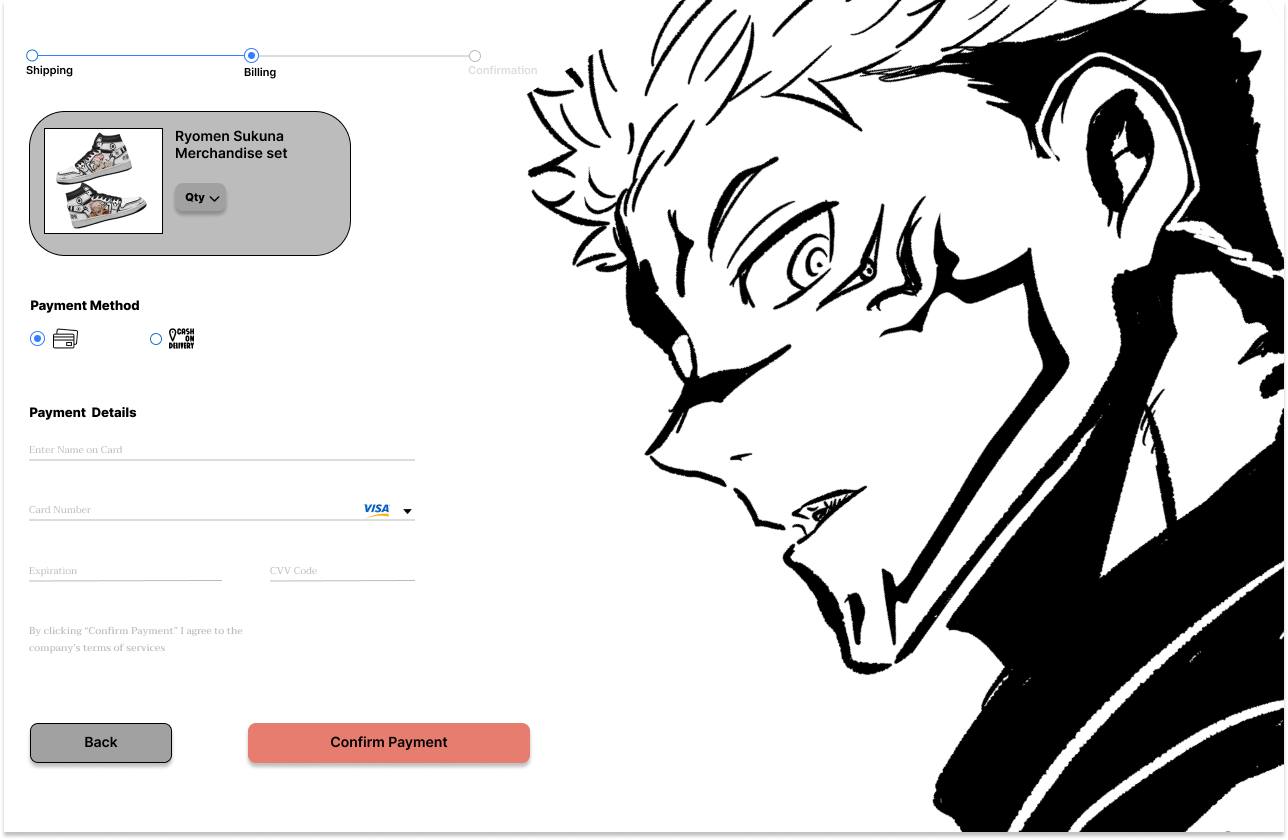 Shipping
Billing
Confirmation
Ryomen Sukuna
Merchandise set
Qty
Payment Method
CASH
ON
DELIVERY
Payment Details
Enter Name on Card
Card Number
VISA
Expiration
CVV Code
By clicking “Confirm Payment” I agree to the
company’s terms of services
Back
Confirm Payment